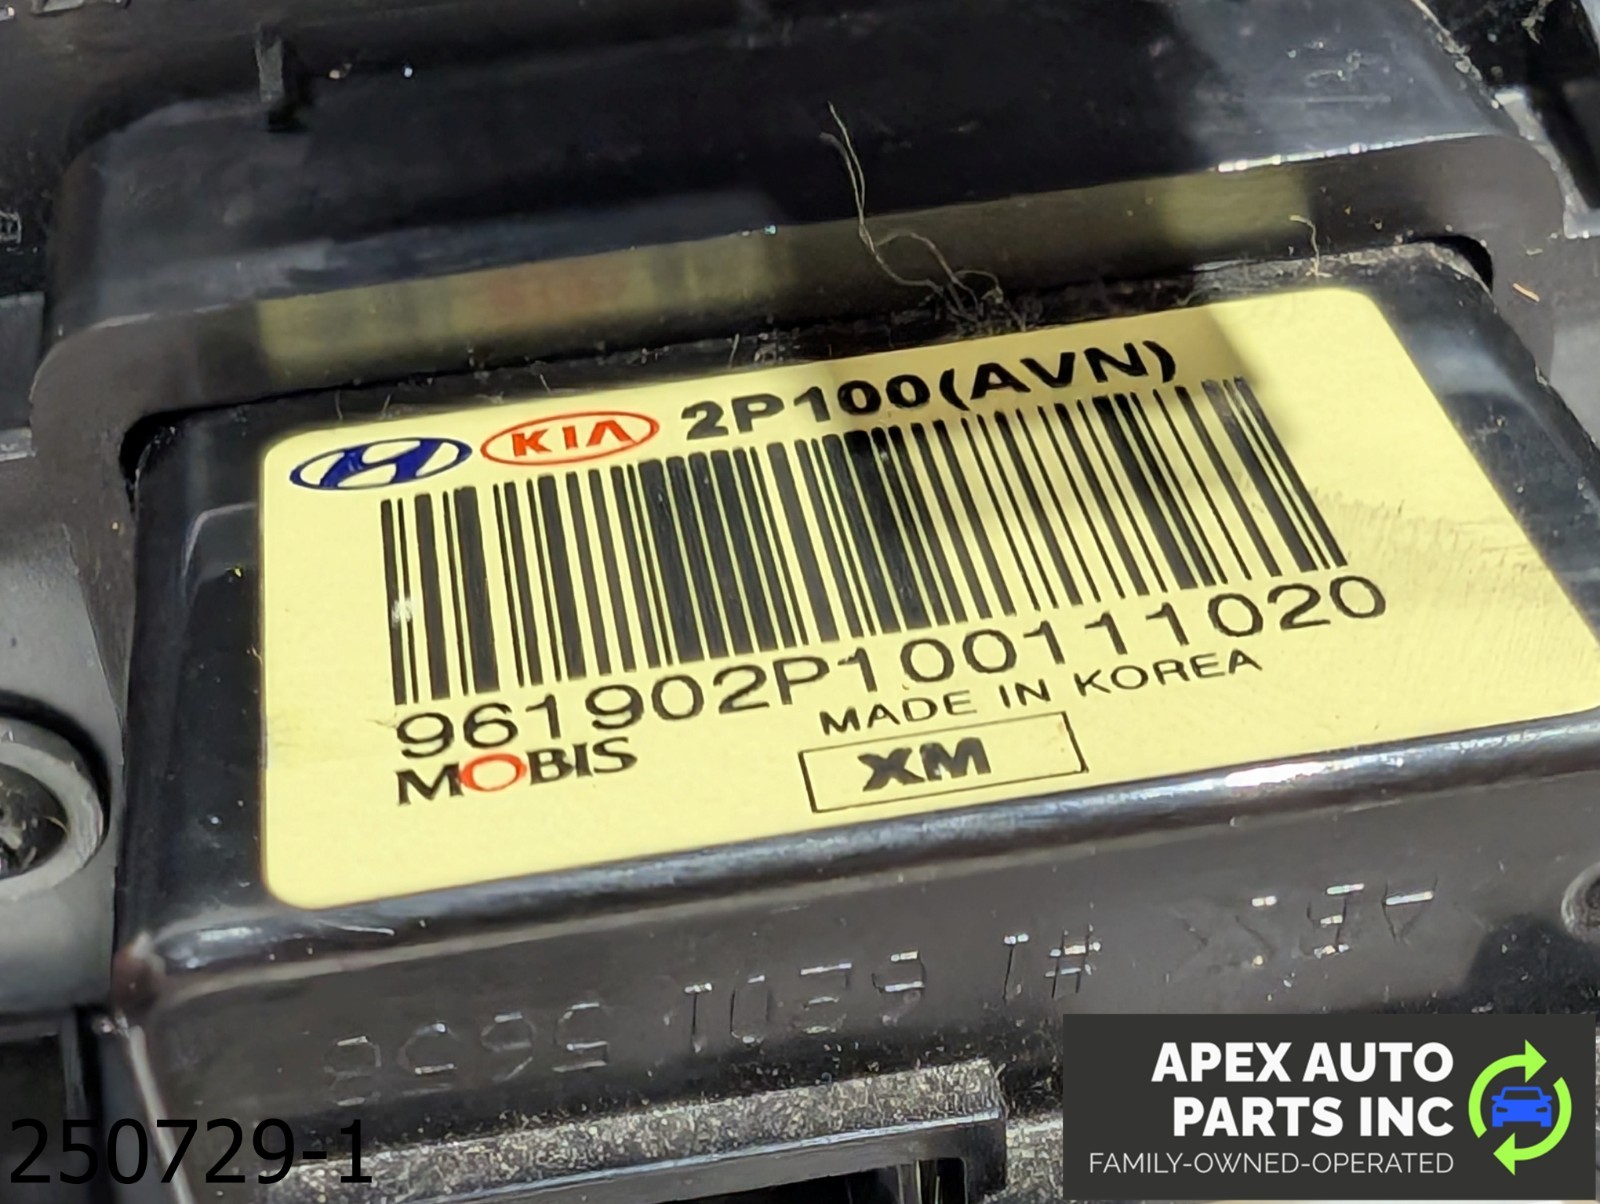 KIA 2P100(AVN)
961902P100111020
MADE IN KOREA
MOBIS
XM
250729-1
APEX AUTO
PARTS INC
FAMILY-OWNED-OPERATED